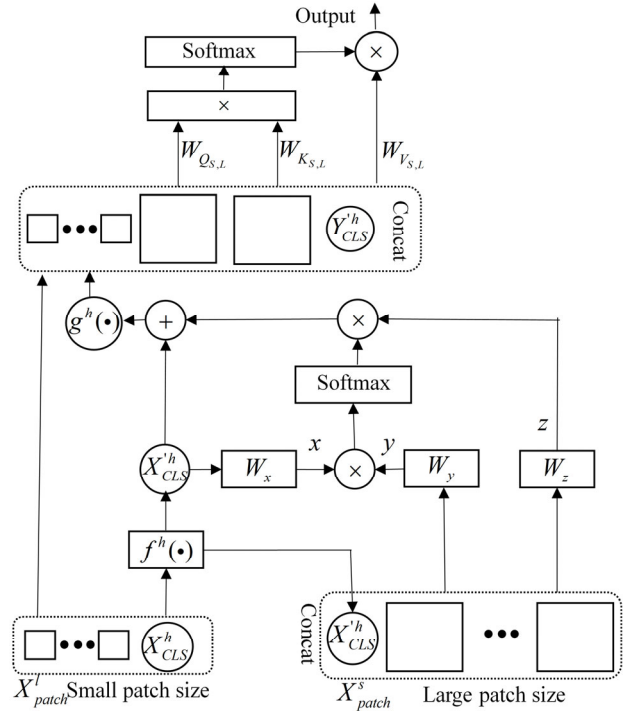 Output
Softmax
×
×
W_{Q_{S,L}} W_{K_{S,L}} W_{V_{S,L}}
••• Y'^h_{CLS} Concat
g^h(•) + ×
Softmax
z
x y
X'^h_{CLS} W_x × W_y W_z
f^h(•)
••• X^h_{CLS} Concat X'^h_{CLS} •••
X^l_{patch} Small patch size X^s_{patch} Large patch size